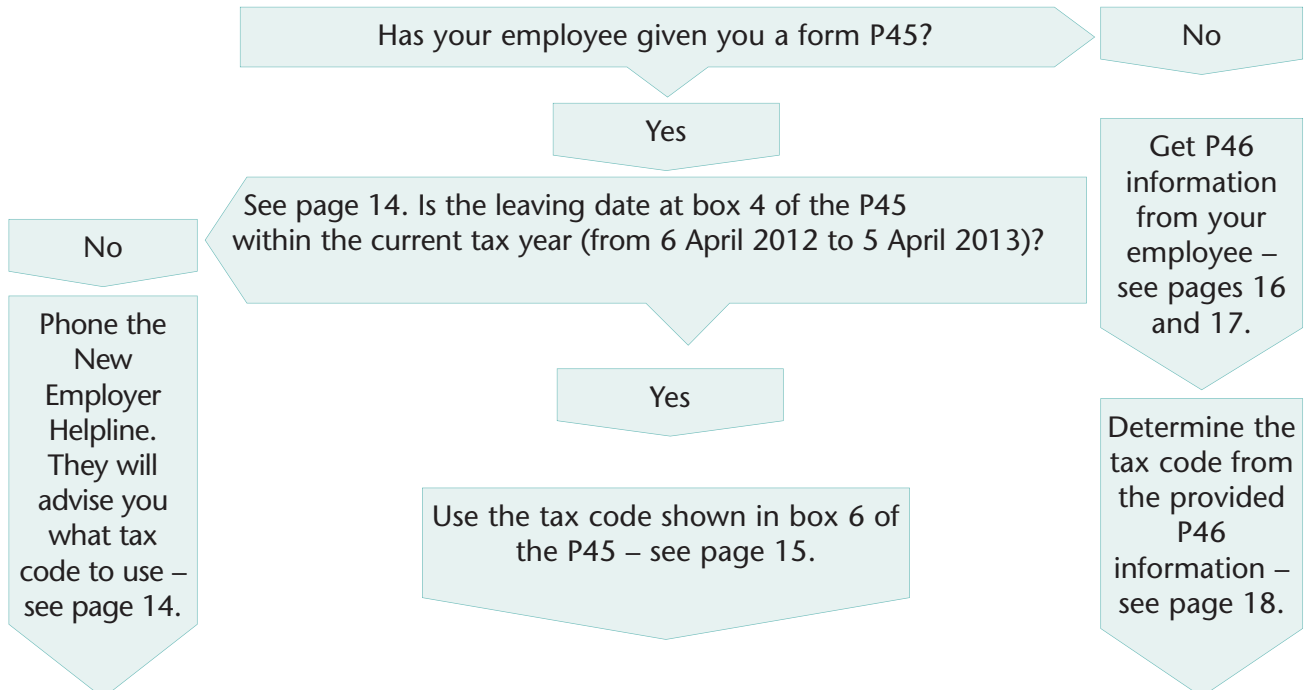 Has your employee given you a form P45?
No
Yes
See page 14. Is the leaving date at box 4 of the P45
within the current tax year (from 6 April 2012 to 5 April 2013)?
No
Phone the
New
Employer
Helpline.
They will
advise you
what tax
code to use –
see page 14.
Yes
Use the tax code shown in box 6 of
the P45 – see page 15.
Get P46
information
from your
employee –
see pages 16
and 17.
Determine the
tax code from
the provided
P46
information –
see page 18.